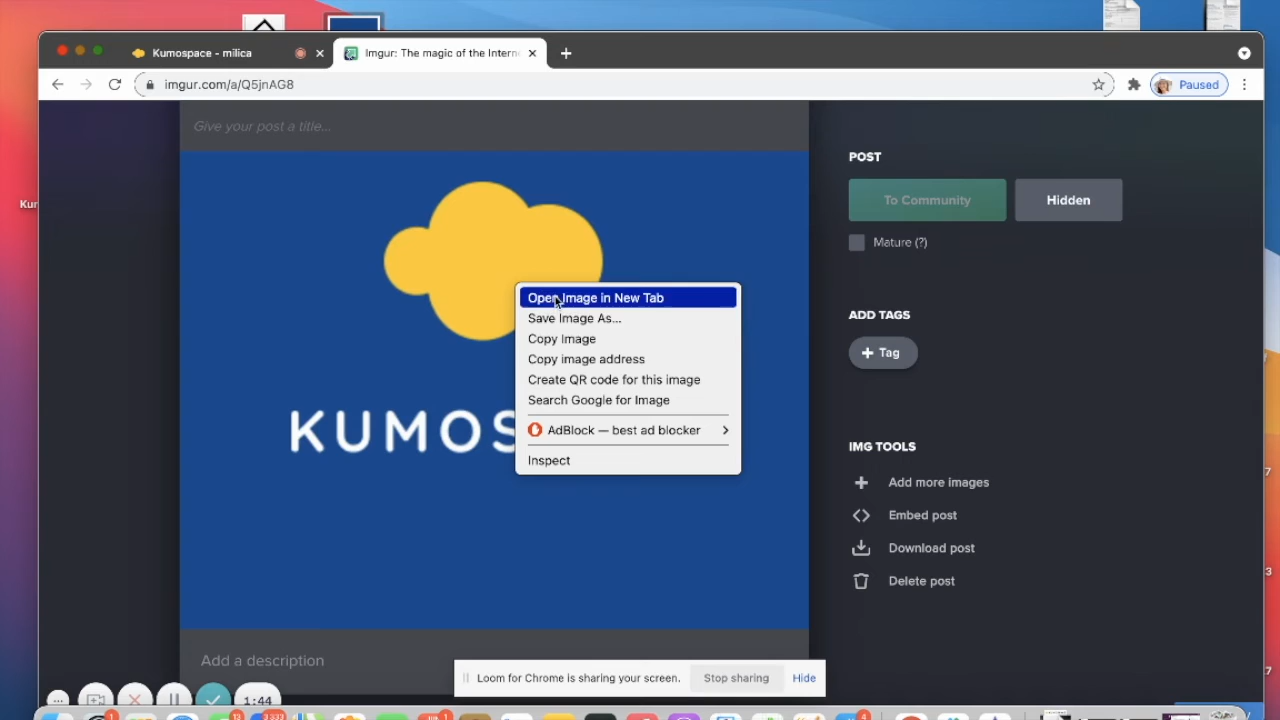 Kumospace - milica
Imgur: The magic of the Intern
imgur.com/a/Q5jnAG8
Paused
Give your post a title...
POST
To Community
Hidden
Mature (?)
Kur
KUMOS
Open Image in New Tab
Save Image As...
Copy Image
Copy image address
Create QR code for this image
Search Google for Image
AdBlock — best ad blocker
Inspect
ADD TAGS
+ Tag
IMG TOOLS
Add more images
Embed post
Download post
Delete post
Add a description
Loom for Chrome is sharing your screen.
Stop sharing
Hide
1:44